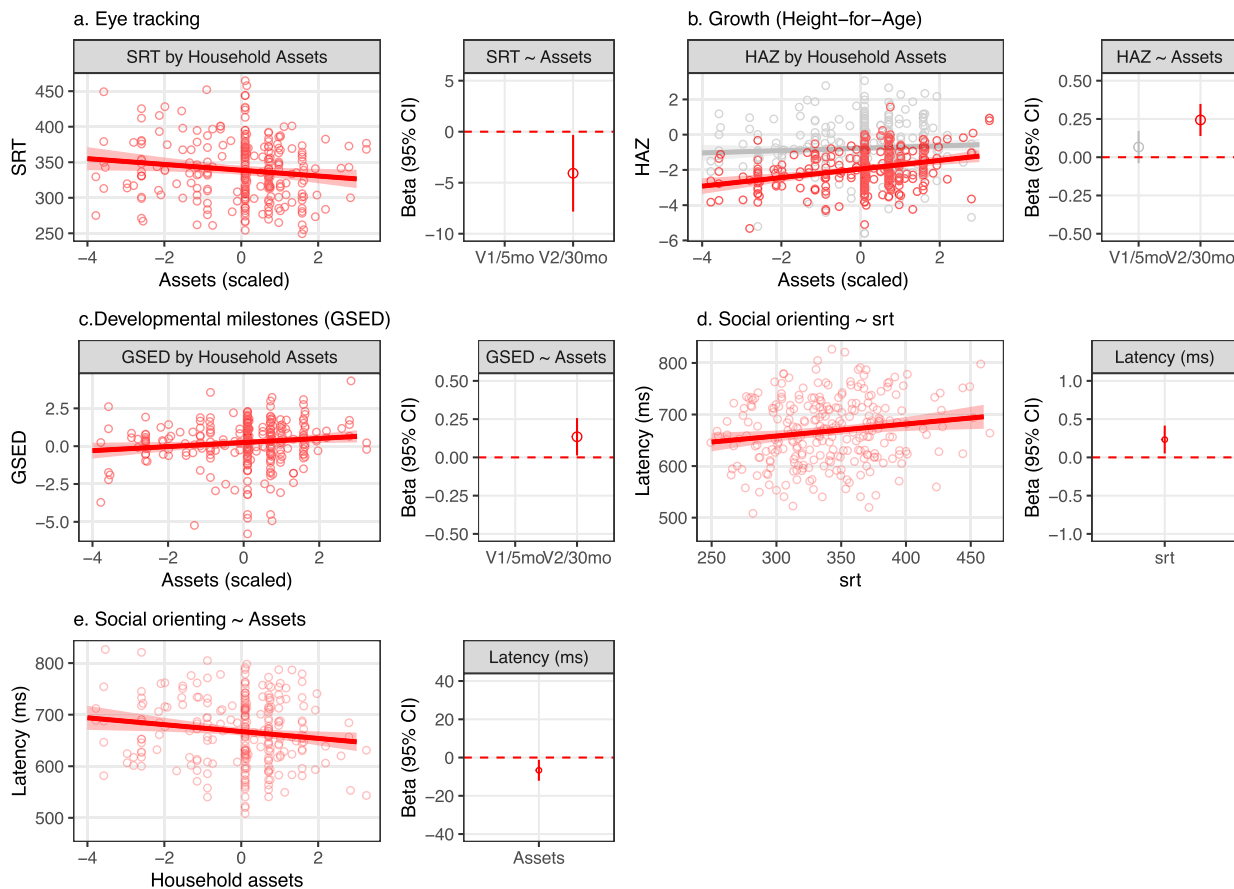 a. Eye tracking
SRT by Household Assets
SRT
450
400
350
300
250
−4
−2
0
2
Assets (scaled)
SRT ~ Assets
Beta (95% CI)
5
0
−5
−10
V1/5mo
V2/30mo
b. Growth (Height−for−Age)
HAZ by Household Assets
HAZ
2
0
−2
−4
−6
−4
−2
0
2
Assets (scaled)
HAZ ~ Assets
Beta (95% CI)
0.50
0.25
0.00
−0.25
−0.50
V1/5mo
V2/30mo
c.Developmental milestones (GSED)
GSED by Household Assets
GSED
2.5
0.0
−2.5
−5.0
−4
−2
0
2
Assets (scaled)
GSED ~ Assets
Beta (95% CI)
0.50
0.25
0.00
−0.25
−0.50
V1/5mo
V2/30mo
d. Social orienting ~ srt
Latency (ms)
800
700
600
500
250
300
350
400
450
srt
Latency (ms)
Beta (95% CI)
1.0
0.5
0.0
−0.5
−1.0
srt
e. Social orienting ~ Assets
Latency (ms)
800
700
600
500
−4
−2
0
2
Household assets
Latency (ms)
Beta (95% CI)
40
20
0
−20
−40
Assets